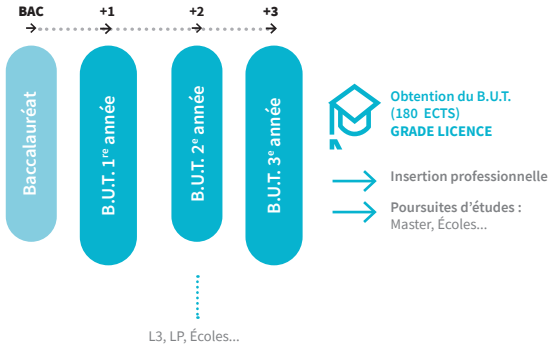 BAC +1 +2 +3
Baccalauréat
B.U.T. 1re année
B.U.T. 2e année
B.U.T. 3e année
Obtention du B.U.T.
(180 ECTS)
GRADE LICENCE
Insertion professionnelle
Poursuites d'études :
Master, Écoles...
L3, LP, Écoles...